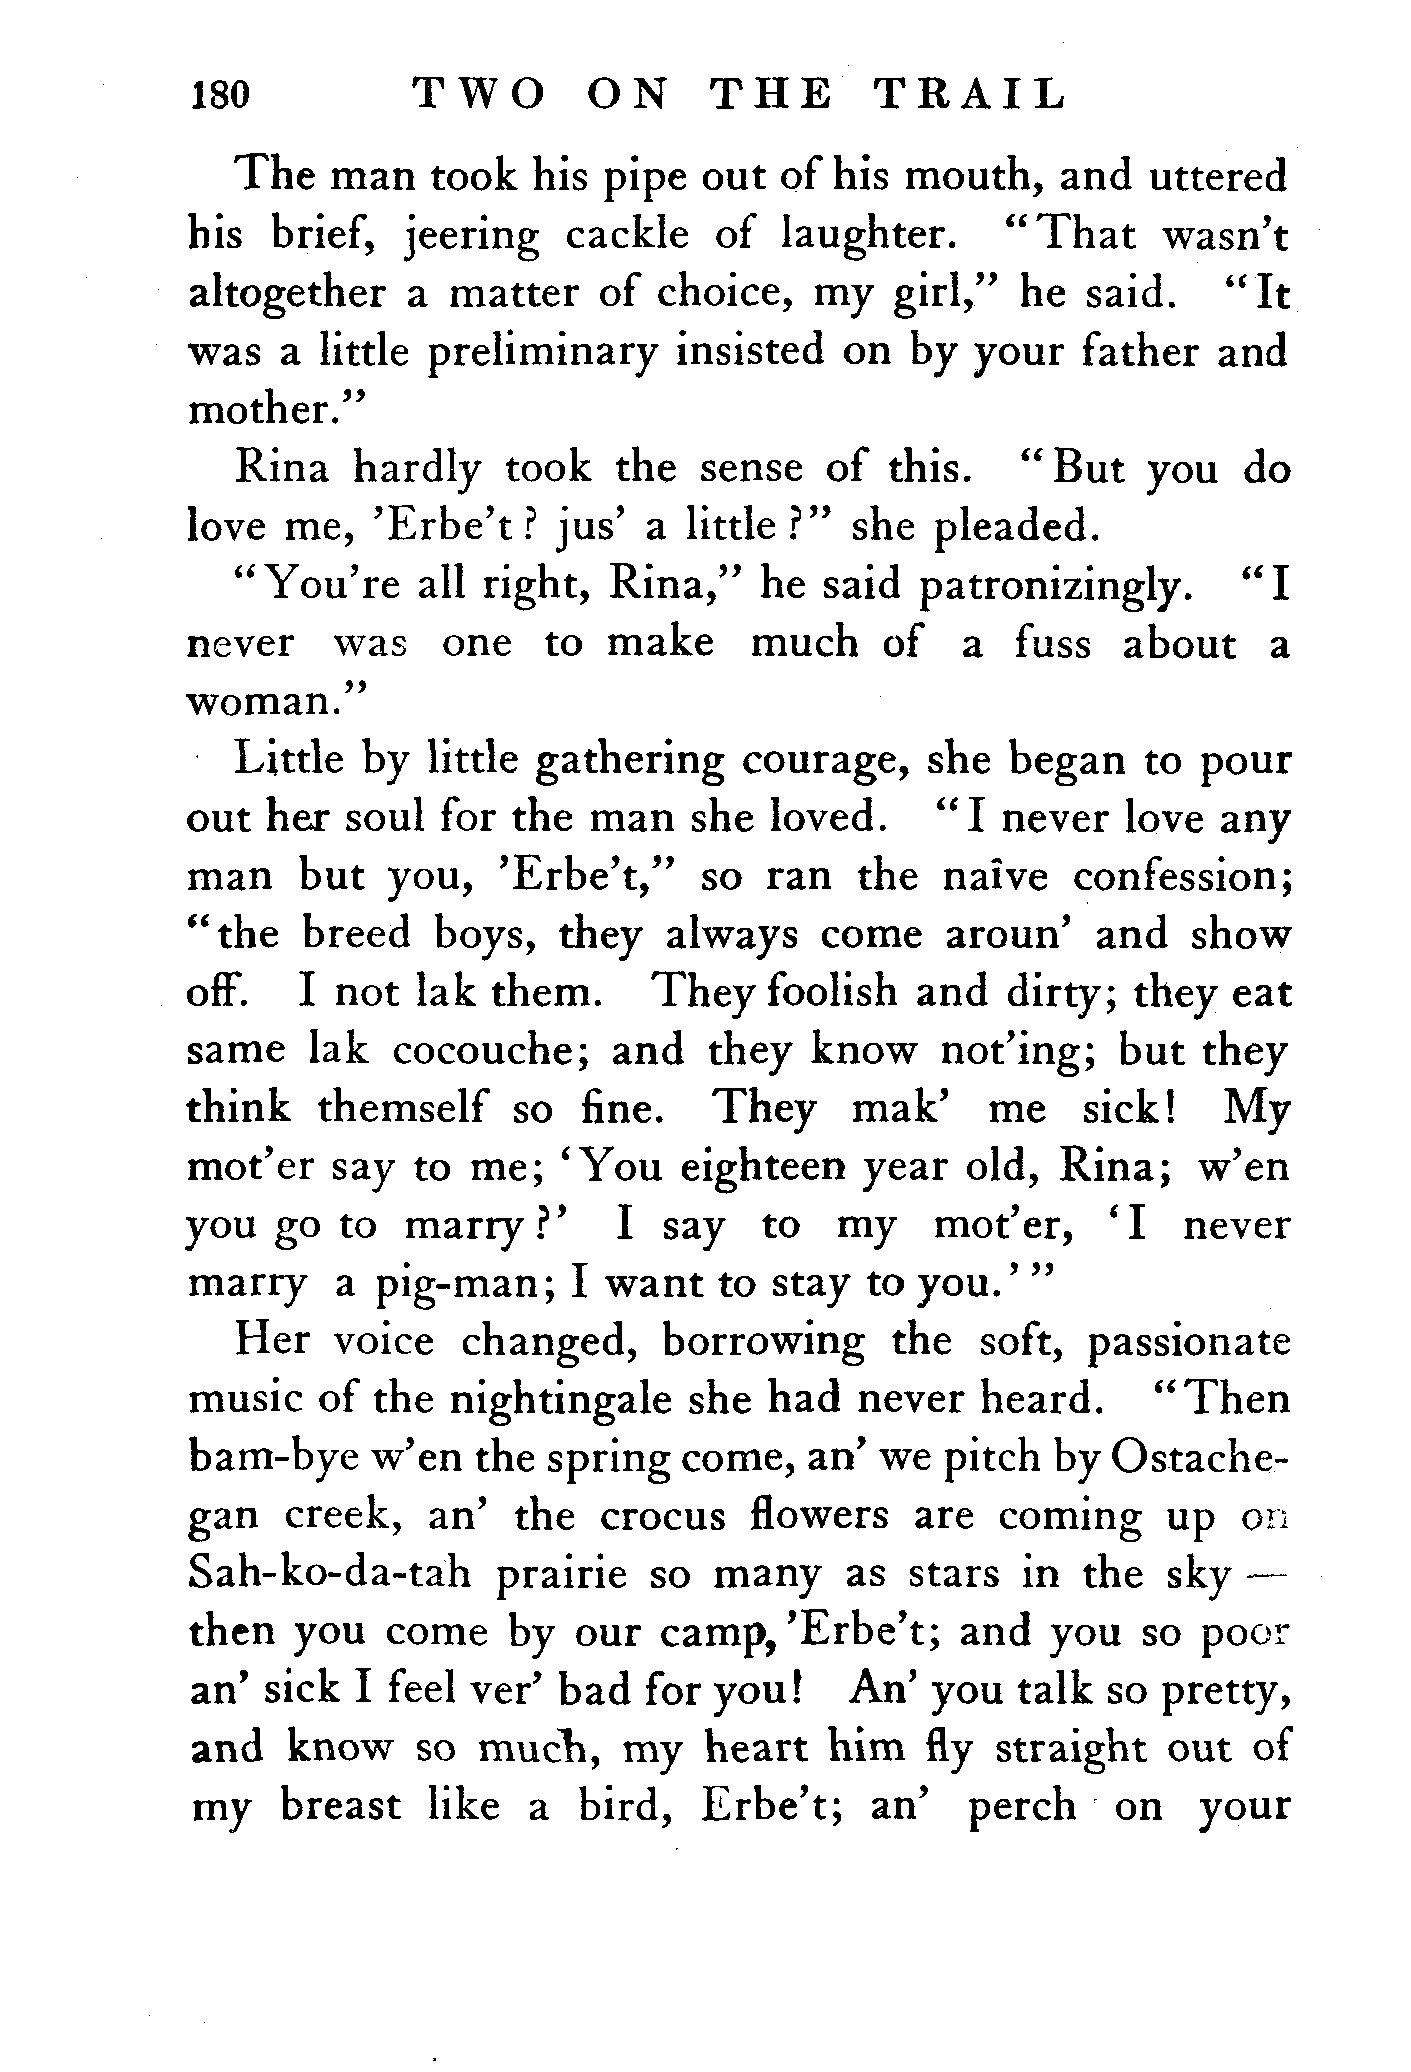 180 TWO ON THE TRAIL
The man took his pipe out of his mouth, and uttered
his brief, jeering cackle of laughter. “That wasn’t
altogether a matter of choice, my girl,” he said. “It
was a little preliminary insisted on by your father and
mother.”
Rina hardly took the sense of this. “But you do
love me, ’Erbe’t? jus’ a little?” she pleaded.
“You’re all right, Rina,” he said patronizingly. “I
never was one to make much of a fuss about a
woman.”
Little by little gathering courage, she began to pour
out her soul for the man she loved. “I never love any
man but you, ’Erbe’t,” so ran the naïve confession;
“the breed boys, they always come aroun’ and show
off. I not lak them. They foolish and dirty; they eat
same lak cocouche; and they know not’ing; but they
think themself so fine. They mak’ me sick! My
mot’er say to me; ‘You eighteen year old, Rina; w’en
you go to marry?’ I say to my mot’er, ‘I never
marry a pig-man; I want to stay to you.’”
Her voice changed, borrowing the soft, passionate
music of the nightingale she had never heard. “Then
bam-bye w’en the spring come, an’ we pitch by Ostache-
gan creek, an’ the crocus flowers are coming up on
Sah-ko-da-tah prairie so many as stars in the sky —
then you come by our camp, ’Erbe’t; and you so poor
an’ sick I feel ver’ bad for you! An’ you talk so pretty,
and know so much, my heart him fly straight out of
my breast like a bird, Erbe’t; an’ perch on your